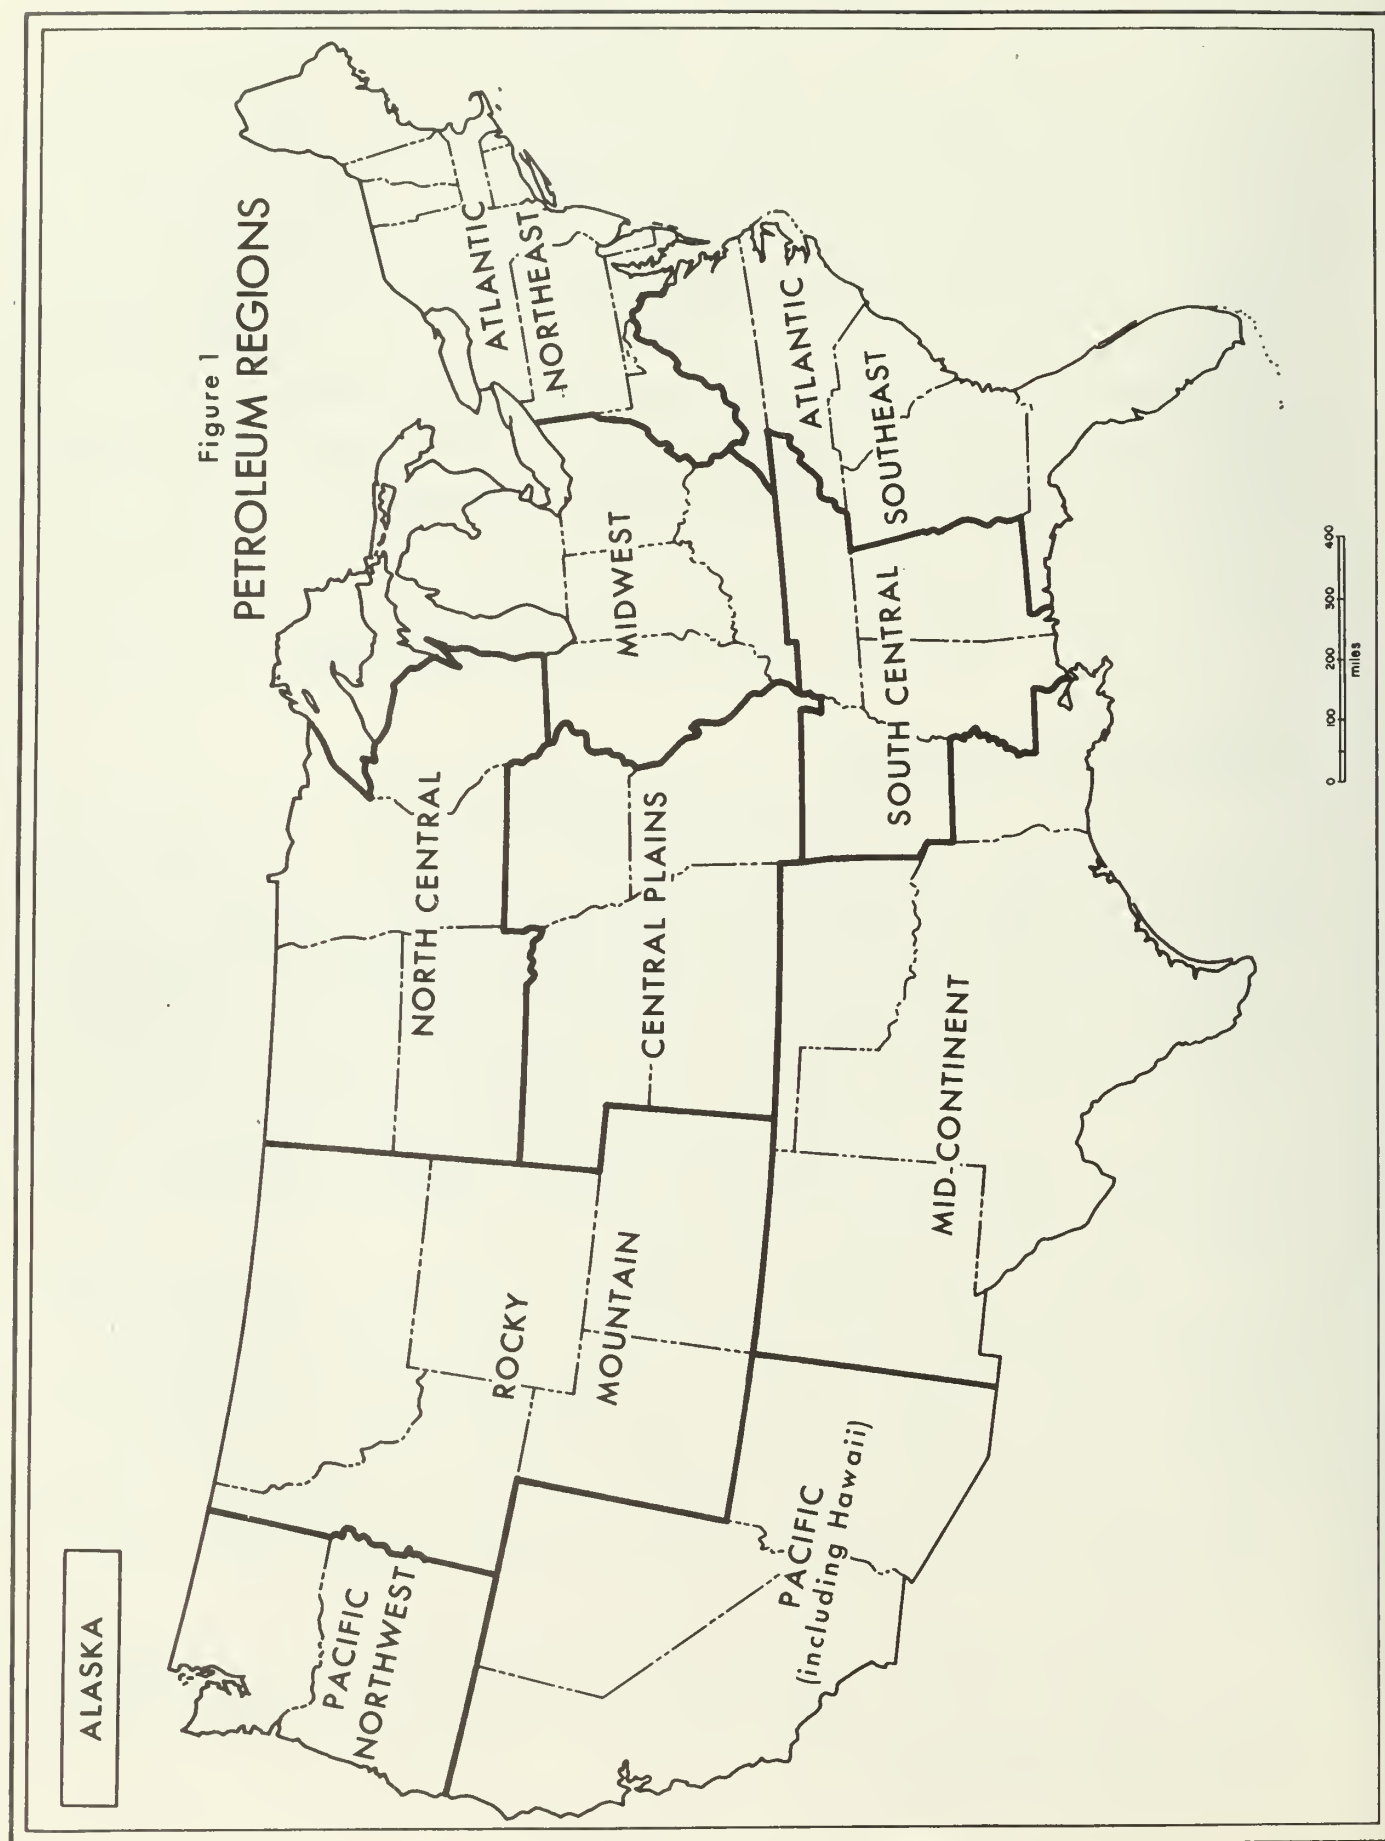 Figure 1
PETROLEUM REGIONS
ALASKA
PACIFIC
NORTHWEST
ROCKY
MOUNTAIN
NORTH CENTRAL
CENTRAL PLAINS
MIDWEST
ATLANTIC
NORTHEAST
PACIFIC
(including Hawaii)
MID-CONTINENT
SOUTH CENTRAL
ATLANTIC
SOUTHEAST
0 100 200 300 400
miles